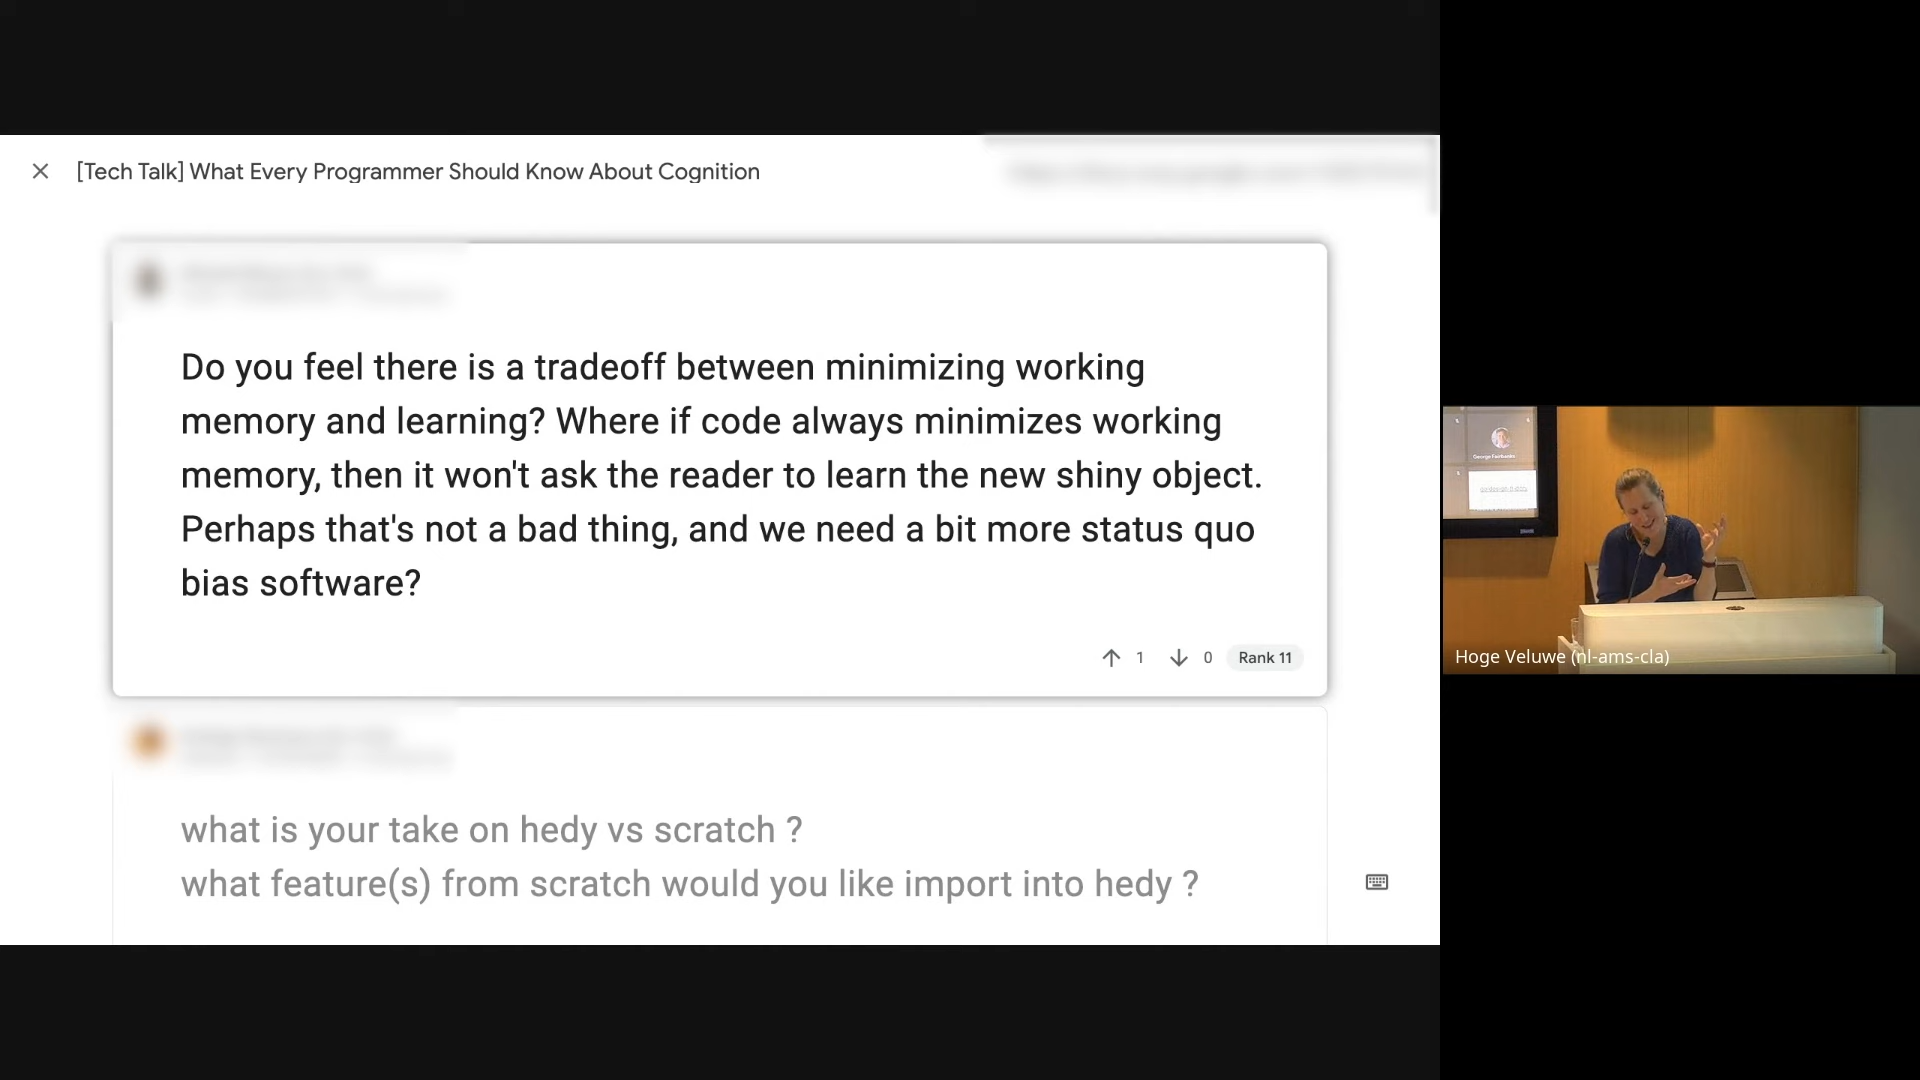 [Tech Talk] What Every Programmer Should Know About Cognition
Do you feel there is a tradeoff between minimizing working
memory and learning? Where if code always minimizes working
memory, then it won't ask the reader to learn the new shiny object.
Perhaps that's not a bad thing, and we need a bit more status quo
bias software?
1 0 Rank 11
what is your take on hedy vs scratch ?
what feature(s) from scratch would you like import into hedy ?
George Fairbanks
Hoge Veluwe (nl-ams-cla)